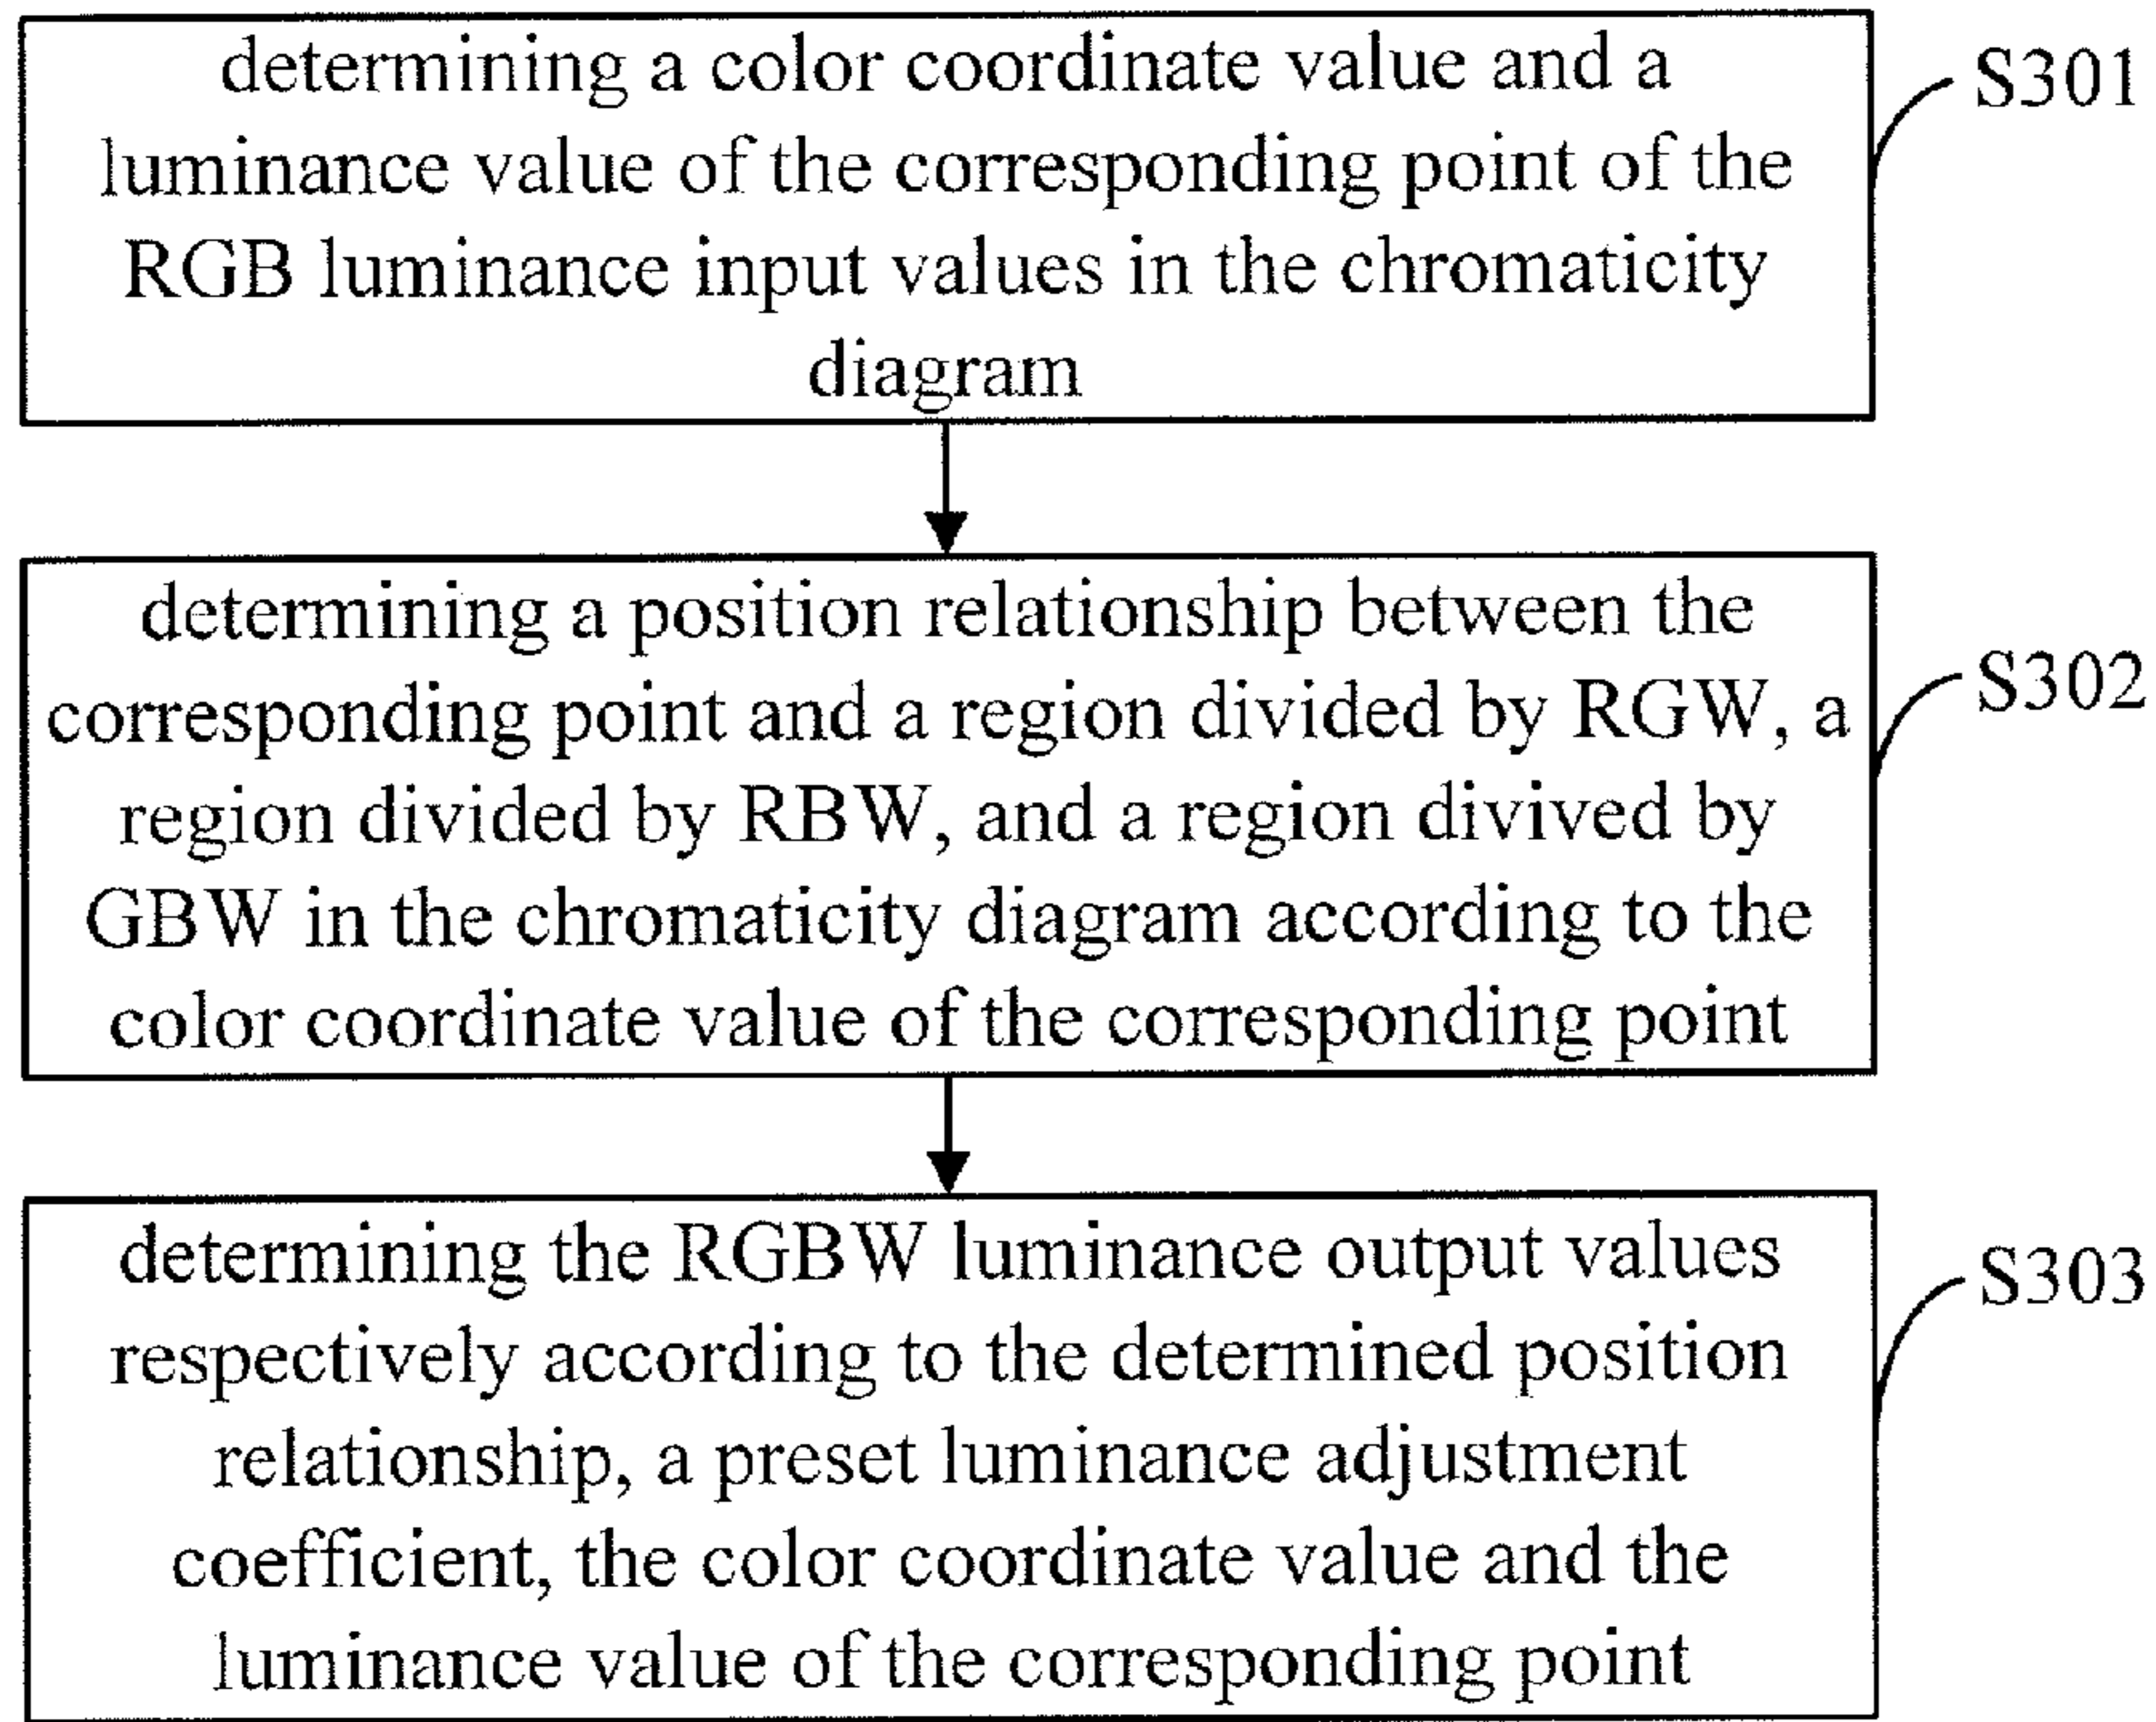 determining a color coordinate value and a
luminance value of the corresponding point of the
RGB luminance input values in the chromaticity
diagram
S301
determining a position relationship between the
corresponding point and a region divided by RGW, a
region divided by RBW, and a region divived by
GBW in the chromaticity diagram according to the
color coordinate value of the corresponding point
S302
determining the RGBW luminance output values
respectively according to the determined position
relationship, a preset luminance adjustment
coefficient, the color coordinate value and the
luminance value of the corresponding point
S303